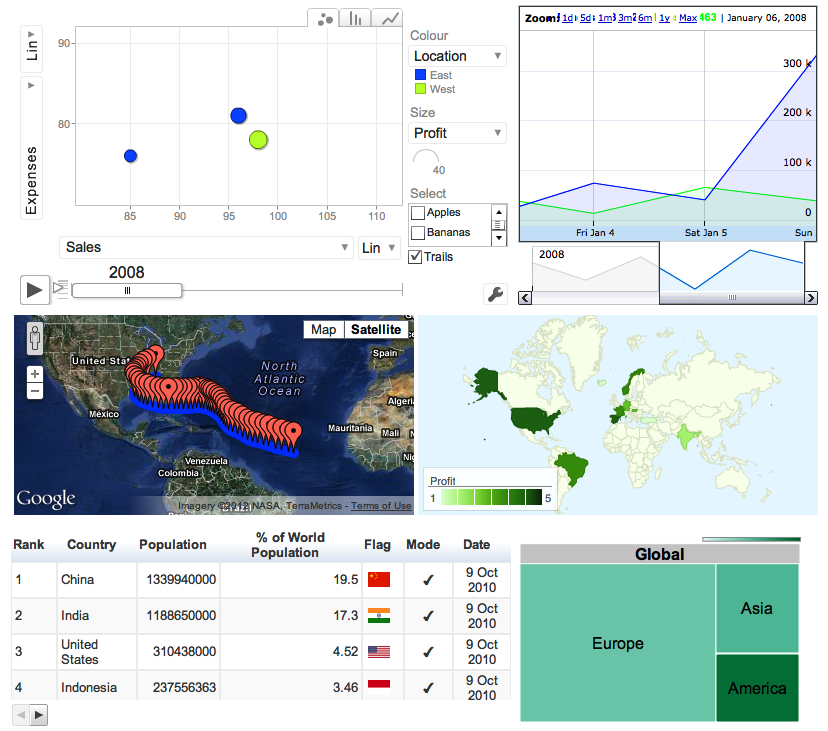 Lin
Expenses
90
80
85
90
95
100
105
110
Colour
Location
East
West
Size
Profit
40
Select
Apples
Bananas
Trails
Sales
Lin
2008
Zoom: 1d 5d 1m 3m 6m 1y Max 463 | January 06, 2008
300 k
200 k
100 k
0
Fri Jan 4
Sat Jan 5
Sun
2008
Map
Satellite
United Stat
North
Atlantic
Ocean
Spain
Algeria
México
Mauritania
Mali
Venezuela
Colombia
Brazil
Google
Imagery ©2012 NASA, TerraMetrics - Terms of Use
Profit
1
5
Rank Country Population % of World Population Flag Mode Date
1 China 1339940000 19.5 ✔ 9 Oct 2010
2 India 1188650000 17.3 ✔ 9 Oct 2010
3 United States 310438000 4.52 ✔ 9 Oct 2010
4 Indonesia 237556363 3.46 ✔ 9 Oct 2010
Global
Europe
Asia
America